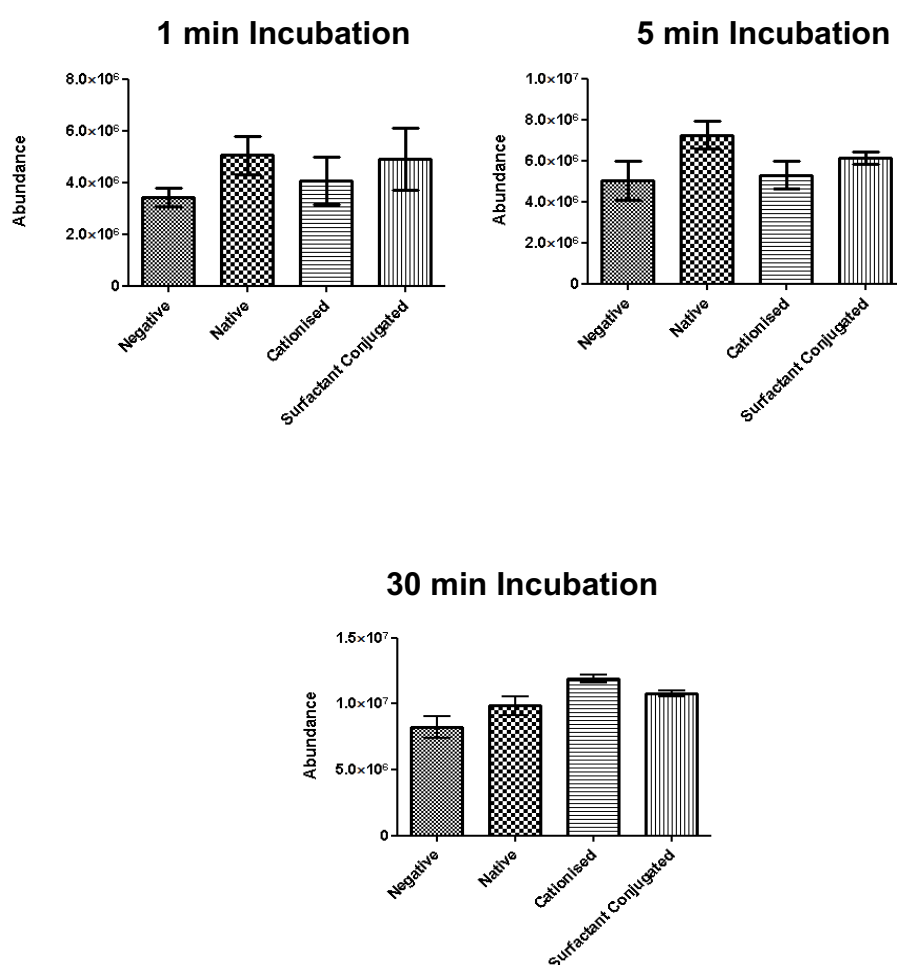 1 min Incubation
8.0×10⁶
6.0×10⁶
4.0×10⁶
2.0×10⁶
0
Abundance
Negative
Native
Cationised
Surfactant Conjugated
5 min Incubation
1.0×10⁷
8.0×10⁶
6.0×10⁶
4.0×10⁶
2.0×10⁶
0
Abundance
Negative
Native
Cationised
Surfactant Conjugated
30 min Incubation
1.5×10⁷
1.0×10⁷
5.0×10⁶
0
Abundance
Negative
Native
Cationised
Surfactant Conjugated